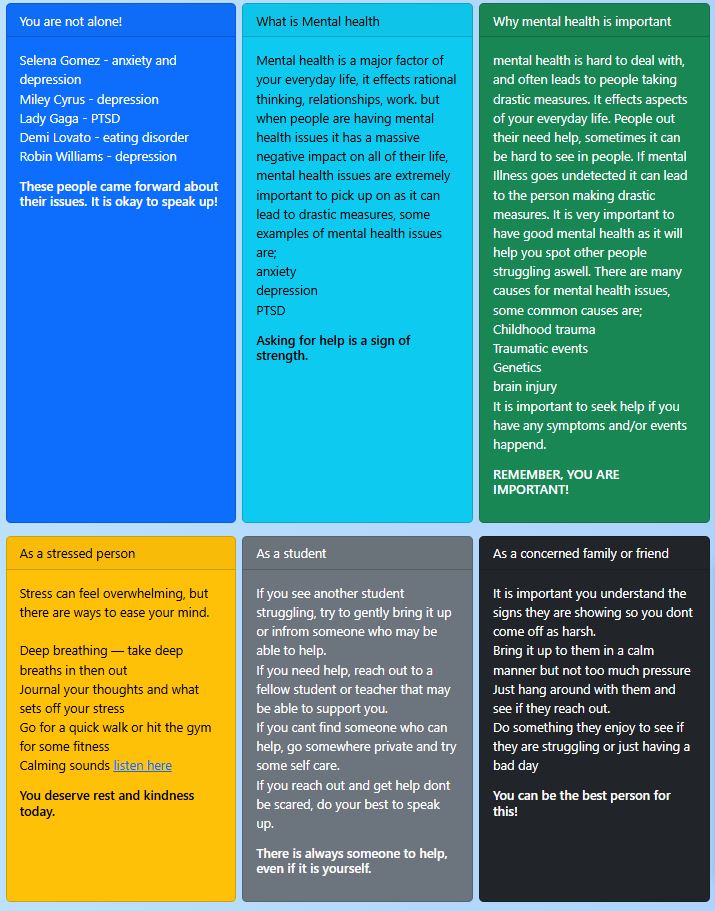 You are not alone!
Selena Gomez - anxiety and
depression
Miley Cyrus - depression
Lady Gaga - PTSD
Demi Lovato - eating disorder
Robin Williams - depression
These people came forward about
their issues. It is okay to speak up!
What is Mental health
Mental health is a major factor of
your everyday life, it effects rational
thinking, relationships, work. but
when people are having mental
health issues it has a massive
negative impact on all of their life,
mental health issues are extremely
important to pick up on as it can
lead to drastic measures, some
examples of mental health issues
are;
anxiety
depression
PTSD
Asking for help is a sign of
strength.
Why mental health is important
mental health is hard to deal with,
and often leads to people taking
drastic measures. It effects aspects
of your everyday life. People out
their need help, sometimes it can
be hard to see in people. If mental
Illness goes undetected it can lead
to the person making drastic
measures. It is very important to
have good mental health as it will
help you spot other people
struggling aswell. There are many
causes for mental health issues,
some common causes are;
Childhood trauma
Traumatic events
Genetics
brain injury
It is important to seek help if you
have any symptoms and/or events
happend.
REMEMBER, YOU ARE
IMPORTANT!
As a stressed person
Stress can feel overwhelming, but
there are ways to ease your mind.
Deep breathing — take deep
breaths in then out
Journal your thoughts and what
sets off your stress
Go for a quick walk or hit the gym
for some fitness
Calming sounds listen here
You deserve rest and kindness
today.
As a student
If you see another student
struggling, try to gently bring it up
or infrom someone who may be
able to help.
If you need help, reach out to a
fellow student or teacher that may
be able to support you.
If you cant find someone who can
help, go somewhere private and try
some self care.
If you reach out and get help dont
be scared, do your best to speak
up.
There is always someone to help,
even if it is yourself.
As a concerned family or friend
It is important you understand the
signs they are showing so you dont
come off as harsh.
Bring it up to them in a calm
manner but not too much pressure
Just hang around with them and
see if they reach out.
Do something they enjoy to see if
they are struggling or just having a
bad day
You can be the best person for
this!